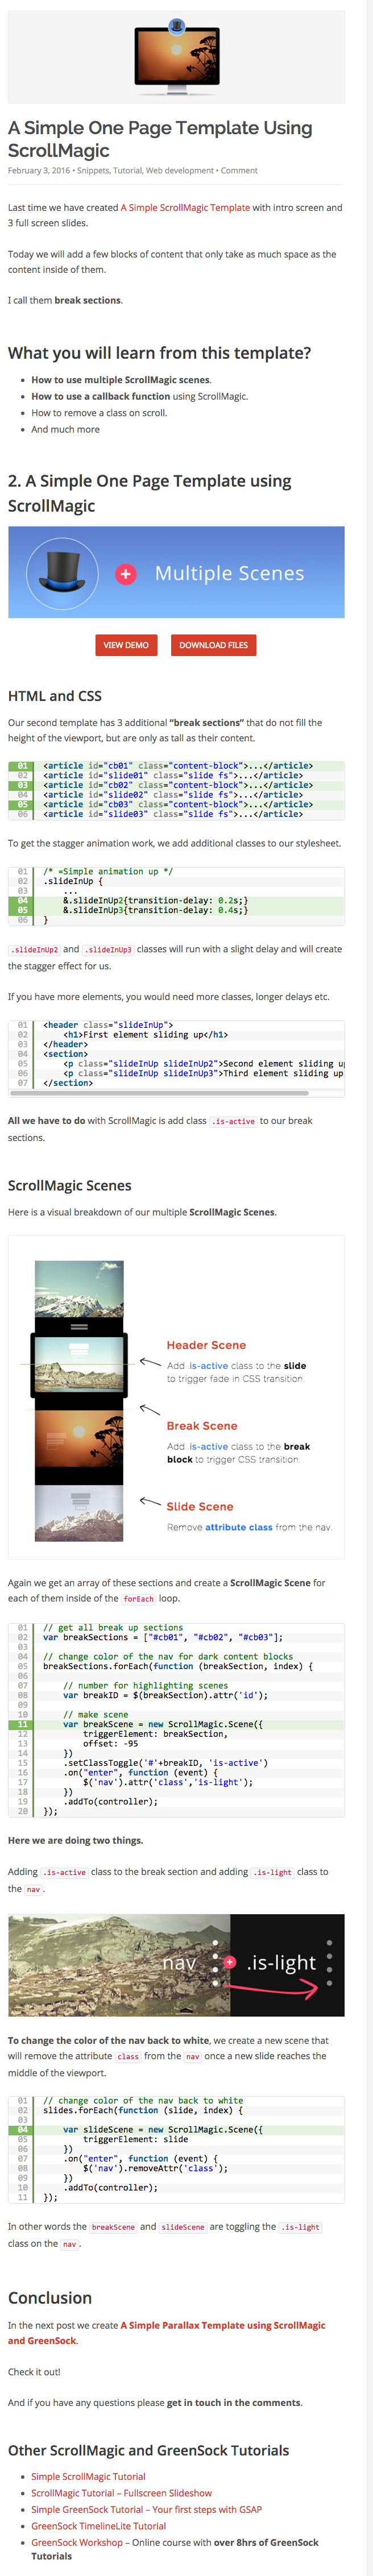 A Simple One Page Template Using
ScrollMagic
February 3, 2016 • Snippets, Tutorial, Web development • Comment
Last time we have created A Simple ScrollMagic Template with intro screen and
3 full screen slides.
Today we will add a few blocks of content that only take as much space as the
content inside of them.
I call them break sections.
What you will learn from this template?
• How to use multiple ScrollMagic scenes.
• How to use a callback function using ScrollMagic.
• How to remove a class on scroll.
• And much more
2. A Simple One Page Template using
ScrollMagic
+ Multiple Scenes
VIEW DEMO DOWNLOAD FILES
HTML and CSS
Our second template has 3 additional “break sections” that do not fill the
height of the viewport, but are only as tall as their content.
01 <article id="cb01" class="content-block">...</article>
02 <article id="slide01" class="slide fs">...</article>
03 <article id="cb02" class="content-block">...</article>
04 <article id="slide02" class="slide fs">...</article>
05 <article id="cb03" class="content-block">...</article>
06 <article id="slide03" class="slide fs">...</article>
To get the stagger animation work, we add additional classes to our stylesheet.
01 /* =Simple animation up */
02 .slideInUp {
03 ...
04 &.slideInUp2{transition-delay: 0.2s;}
05 &.slideInUp3{transition-delay: 0.4s;}
06 }
.slideInUp2 and .slideInUp3 classes will run with a slight delay and will create
the stagger effect for us.
If you have more elements, you would need more classes, longer delays etc.
01 <header class="slideInUp">
02 <h1>First element sliding up</h1>
03 </header>
04 <section>
05 <p class="slideInUp slideInUp2">Second element sliding up
06 <p class="slideInUp slideInUp3">Third element sliding up
07 </section>
All we have to do with ScrollMagic is add class .is-active to our break
sections.
ScrollMagic Scenes
Here is a visual breakdown of our multiple ScrollMagic Scenes.
Header Scene
Add .is-active class to the slide
to trigger fade in CSS transition.
Break Scene
Add .is-active class to the break
block to trigger CSS transition.
Slide Scene
Remove attribute class from the nav.
Again we get an array of these sections and create a ScrollMagic Scene for
each of them inside of the forEach loop.
01 // get all break up sections
02 var breakSections = ["#cb01", "#cb02", "#cb03"];
03
04 // change color of the nav for dark content blocks
05 breakSections.forEach(function (breakSection, index) {
06
07 // number for highlighting scenes
08 var breakID = $(breakSection).attr('id');
09
10 // make scene
11 var breakScene = new ScrollMagic.Scene({
12 triggerElement: breakSection,
13 offset: -95
14 })
15 .setClassToggle('#'+breakID, 'is-active')
16 .on("enter", function (event) {
17 $('nav').attr('class','is-light');
18 })
19 .addTo(controller);
20 });
Here we are doing two things.
Adding .is-active class to the break section and adding .is-light class to
the nav.
nav + .is-light
To change the color of the nav back to white, we create a new scene that
will remove the attribute class from the nav once a new slide reaches the
middle of the viewport.
01 // change color of the nav back to white
02 slides.forEach(function (slide, index) {
03
04 var slideScene = new ScrollMagic.Scene({
05 triggerElement: slide
06 })
07 .on("enter", function (event) {
08 $('nav').removeAttr('class');
09 })
10 .addTo(controller);
11 });
In other words the breakScene and slideScene are toggling the .is-light
class on the nav.
Conclusion
In the next post we create A Simple Parallax Template using ScrollMagic
and GreenSock.
Check it out!
And if you have any questions please get in touch in the comments.
Other ScrollMagic and GreenSock Tutorials
• Simple ScrollMagic Tutorial
• ScrollMagic Tutorial – Fullscreen Slideshow
• Simple GreenSock Tutorial – Your first steps with GSAP
• GreenSock TimelineLite Tutorial
• GreenSock Workshop – Online course with over 8hrs of GreenSock
Tutorials